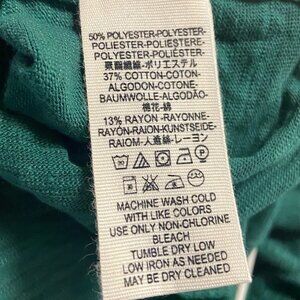 50% POLYESTER-POLYESTER-
POLIESTER-POLIESTERE-
聚酯纖維-ポリエステル
37% COTTON-COTON-
ALGODON-COTONE-
BAUMWOLLE-ALGODÃO-
棉花-綿
13% RAYON-RAYONNE-
RAYÓN-RAION-KUNSTSEIDE-
RAIOM-人造絲-レーヨン
MACHINE WASH COLD
WITH LIKE COLORS
USE ONLY NON-CHLORINE
BLEACH
TUMBLE DRY LOW
LOW IRON AS NEEDED
MAY BE DRY CLEANED